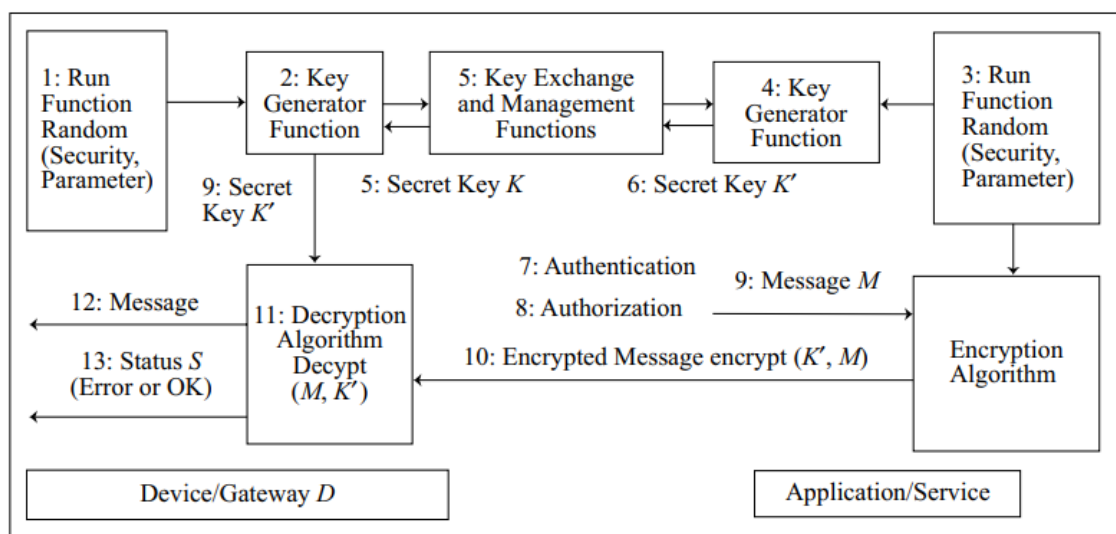 1: Run
Function
Random
(Security,
Parameter)
2: Key
Generator
Function
5: Key Exchange
and Management
Functions
4: Key
Generator
Function
3: Run
Function
Random
(Security,
Parameter)
9: Secret
Key K′
5: Secret Key K
6: Secret Key K′
7: Authentication
8: Authorization
9: Message M
12: Message
13: Status S
(Error or OK)
11: Decryption
Algorithm
Decypt
(M, K′)
10: Encrypted Message encrypt (K′, M)
Encryption
Algorithm
Device/Gateway D
Application/Service